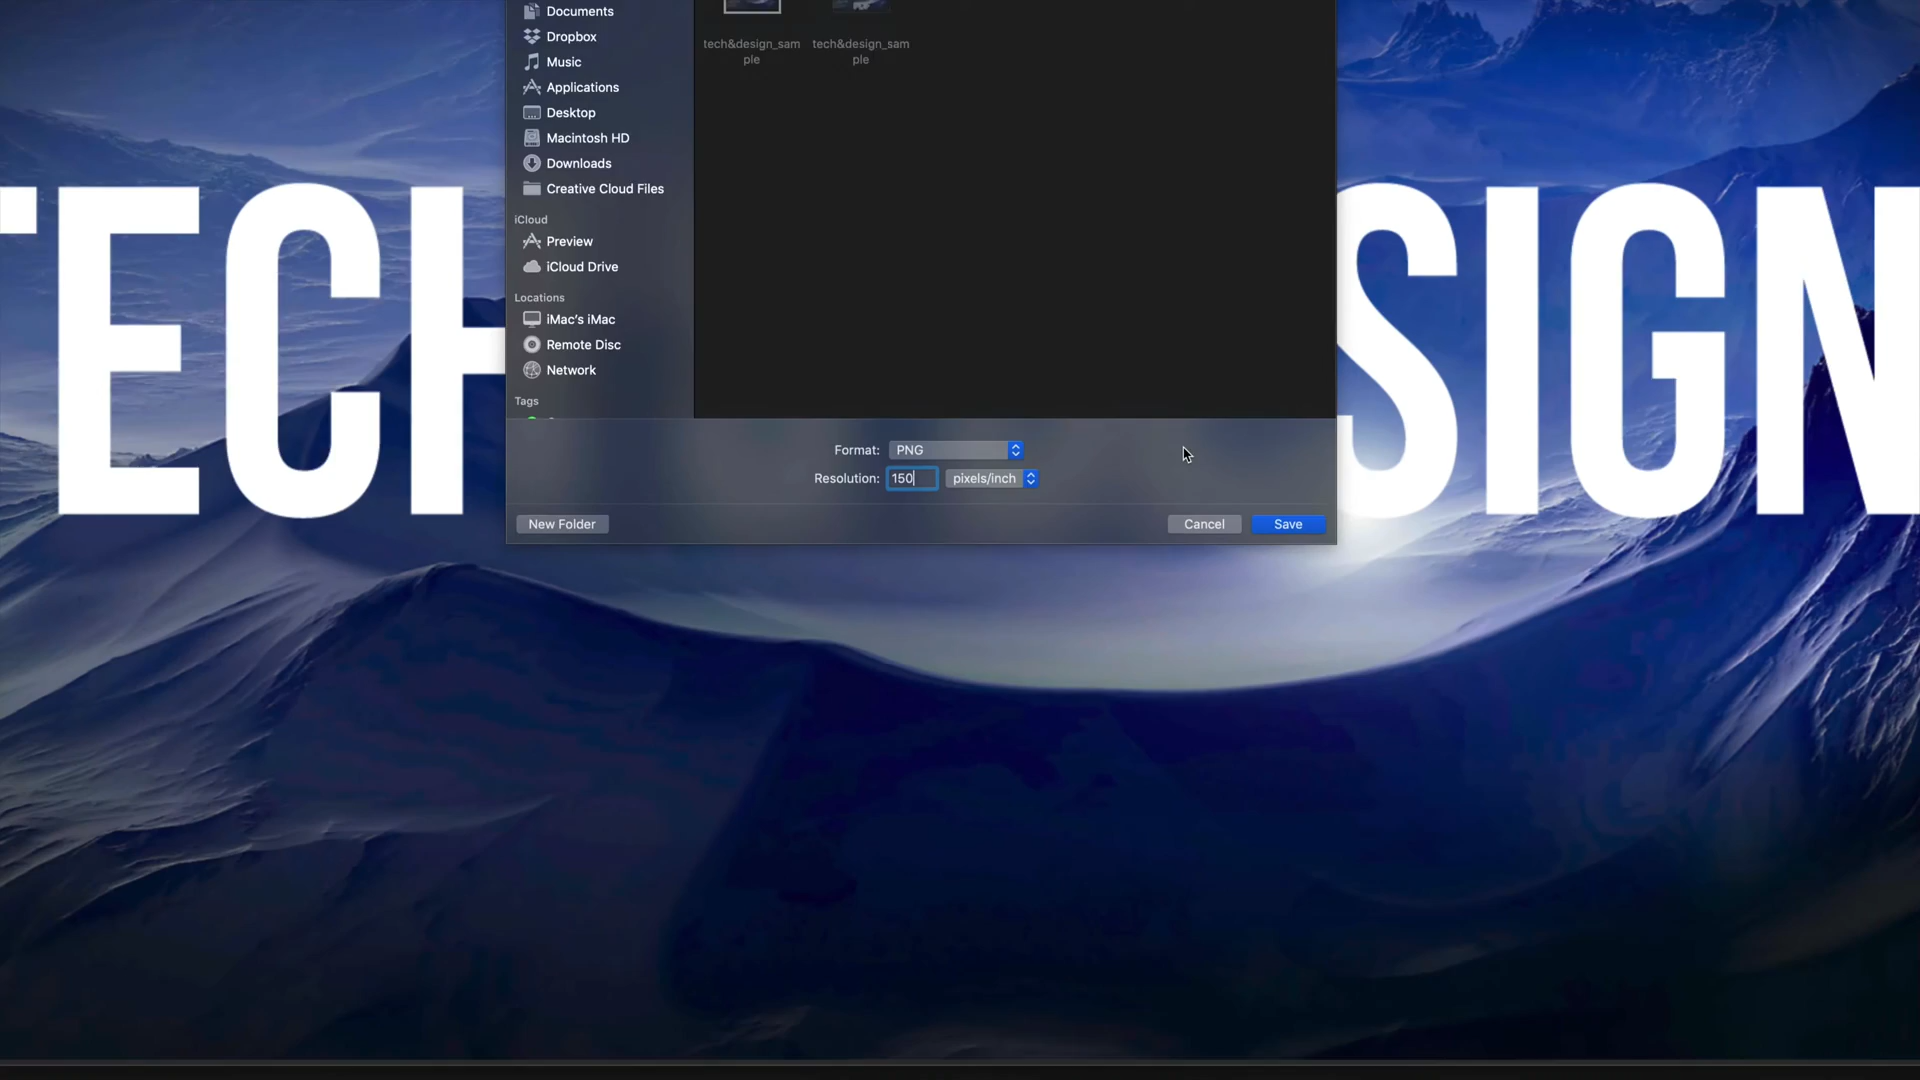 Documents
Dropbox
Music
Applications
Desktop
Macintosh HD
Downloads
Creative Cloud Files
iCloud
Preview
iCloud Drive
Locations
iMac's iMac
Remote Disc
Network
Tags
PDF
tech&design_sam
ple
tech&design_sam
ple
TECH
SIGN
Format: PNG
Resolution: 150 pixels/inch
New Folder
Cancel
Save